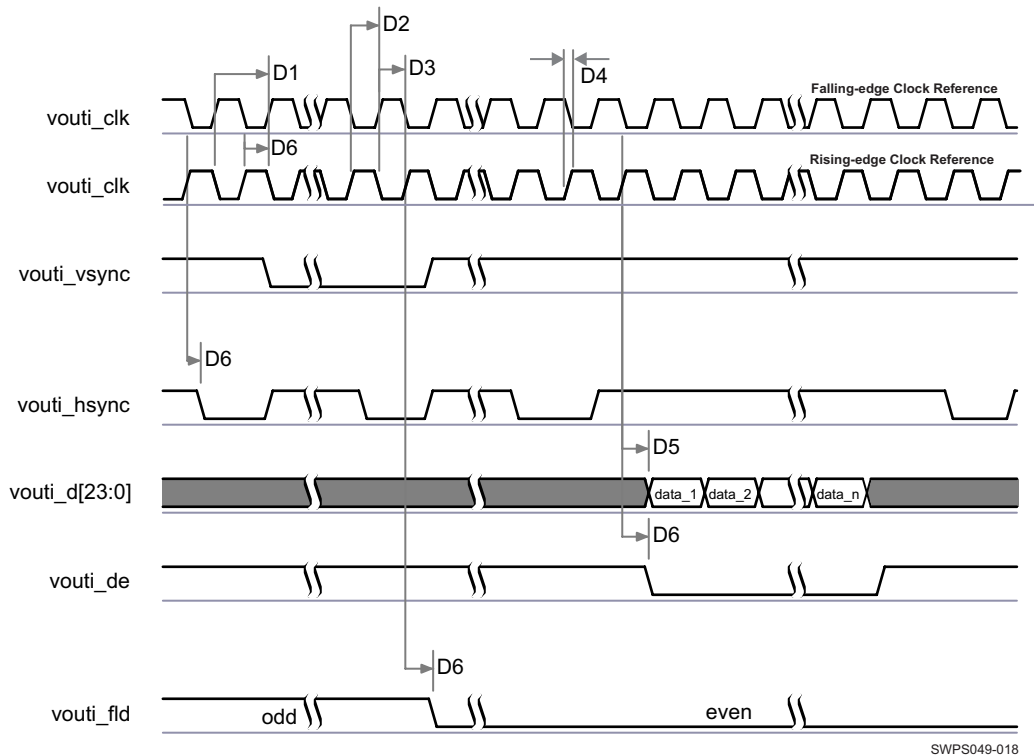 D2
D1
D3
D4
Falling-edge Clock Reference
vouti_clk
D6
Rising-edge Clock Reference
vouti_clk
vouti_vsync
D6
vouti_hsync
D5
vouti_d[23:0]
data_1 data_2 data_n
D6
vouti_de
D6
vouti_fld
odd
even
SWPS049-018